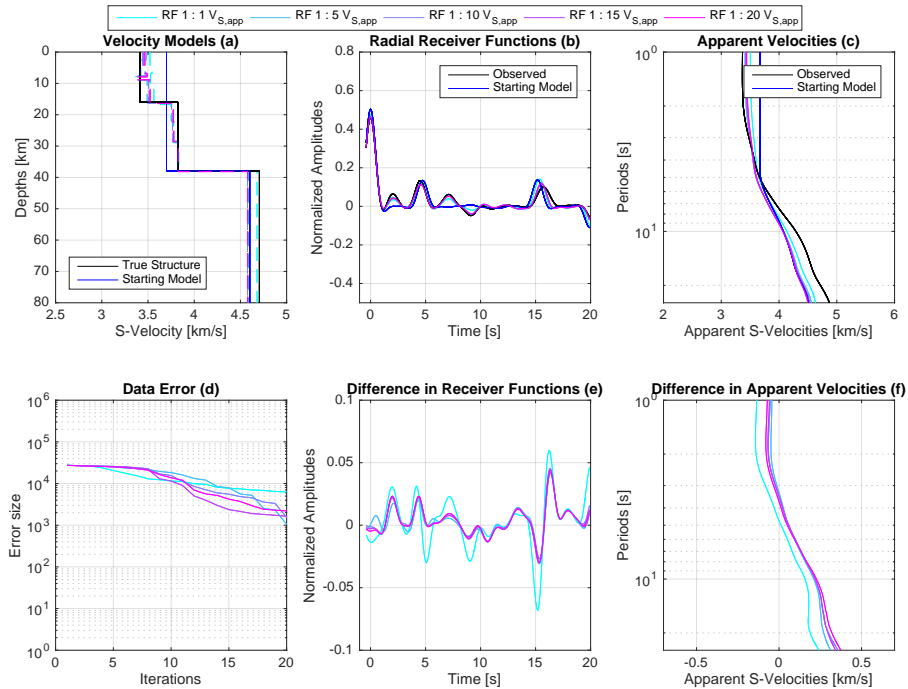 RF 1 : 1 V_S,app RF 1 : 5 V_S,app RF 1 : 10 V_S,app RF 1 : 15 V_S,app RF 1 : 20 V_S,app
Velocity Models (a)
0
10
20
30
40
50
60
70
80
Depths [km]
True Structure
Starting Model
2.5 3 3.5 4 4.5 5
S-Velocity [km/s]
Radial Receiver Functions (b)
0.8
0.6
0.4
0.2
0
-0.2
-0.4
Normalized Amplitudes
Observed
Starting Model
0 5 10 15 20
Time [s]
Apparent Velocities (c)
10^0
10^1
Periods [s]
Observed
Starting Model
2 3 4 5 6
Apparent S-Velocities [km/s]
Data Error (d)
10^6
10^5
10^4
10^3
10^2
10^1
10^0
Error size
0 5 10 15 20
Iterations
Difference in Receiver Functions (e)
0.1
0.05
0
-0.05
-0.1
Normalized Amplitudes
0 5 10 15 20
Time [s]
Difference in Apparent Velocities (f)
10^0
10^1
Periods [s]
-0.5 0 0.5
Apparent S-Velocities [km/s]